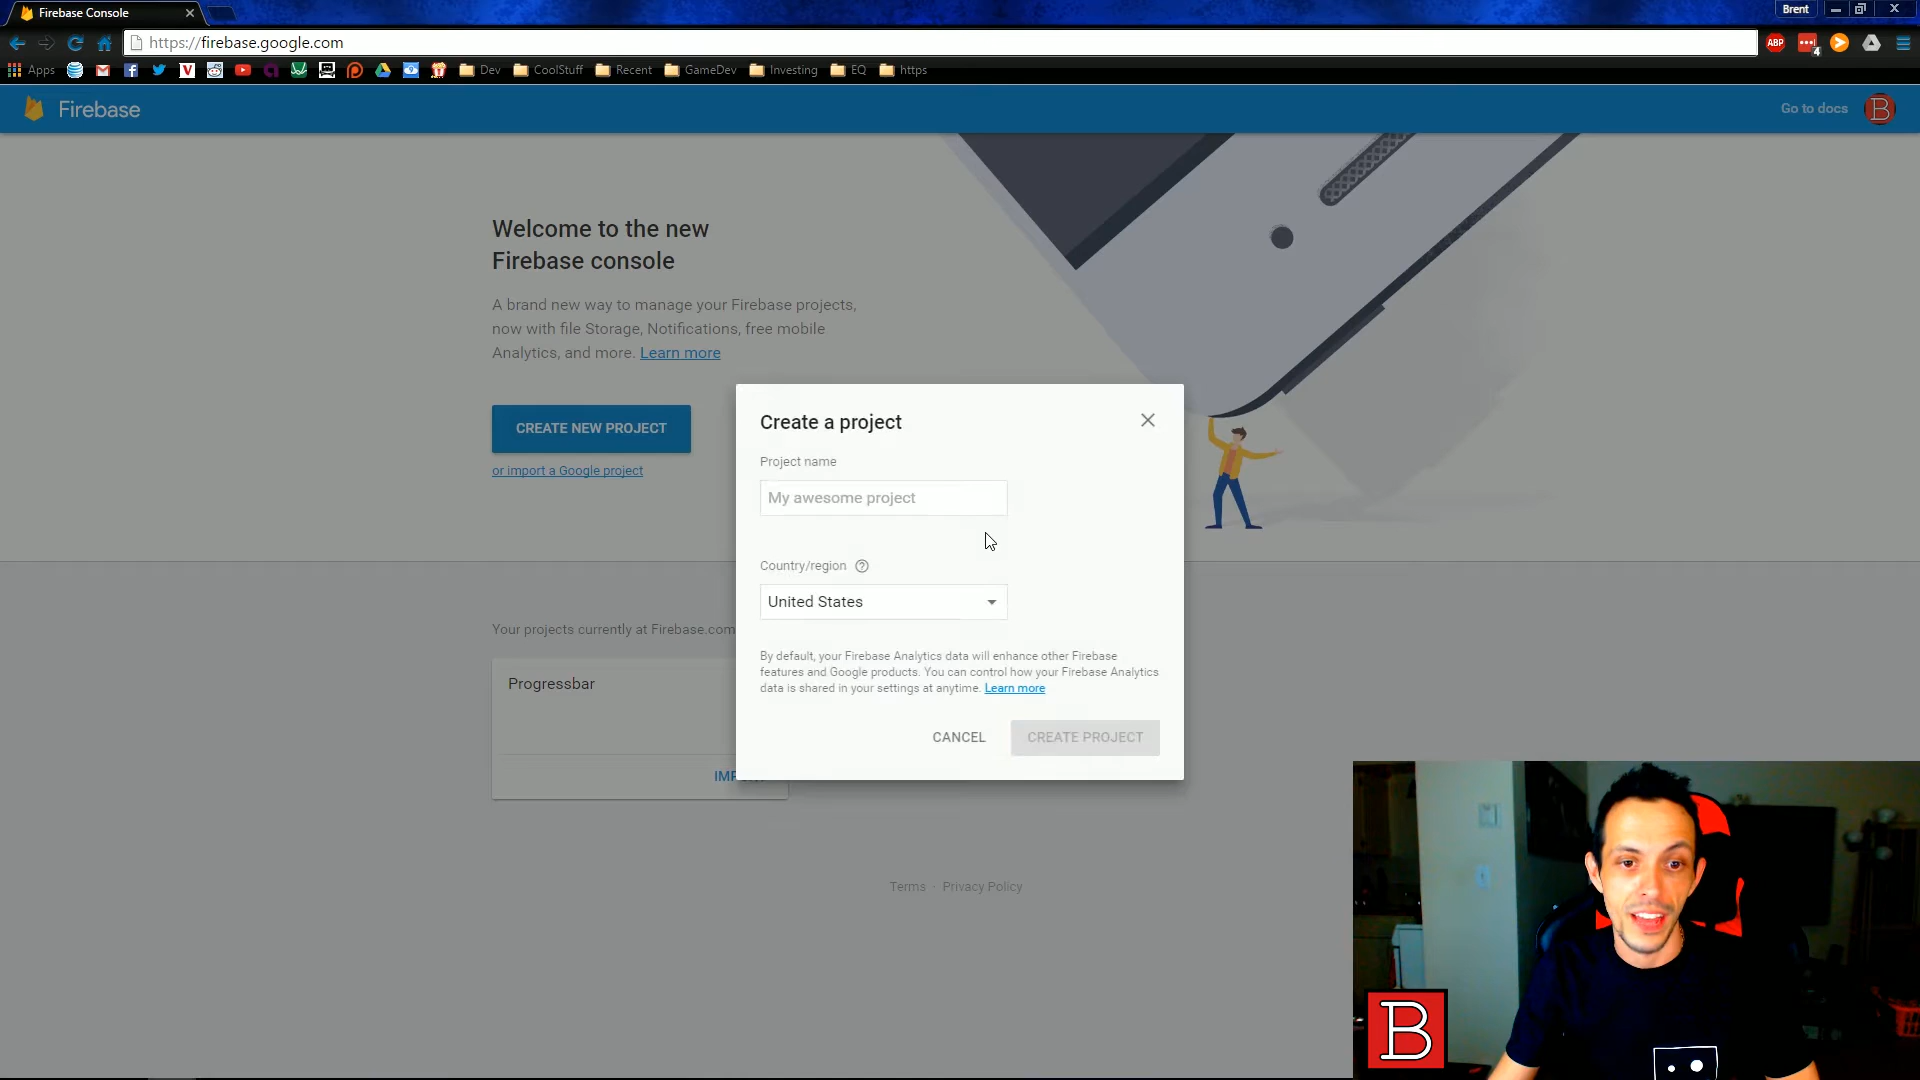 Firebase Console
Brent
https://firebase.google.com
ABP
4
Apps
Dev
CoolStuff
Recent
GameDev
Investing
EQ
https
Firebase
Go to docs
B
Welcome to the new
Firebase console
A brand new way to manage your Firebase projects,
now with file Storage, Notifications, free mobile
Analytics, and more. Learn more
CREATE NEW PROJECT
or import a Google project
Create a project
Project name
My awesome project
Country/region
United States
By default, your Firebase Analytics data will enhance other Firebase
features and Google products. You can control how your Firebase Analytics
data is shared in your settings at anytime. Learn more
CANCEL
CREATE PROJECT
Your projects currently at Firebase.com
Progressbar
Terms · Privacy Policy
B